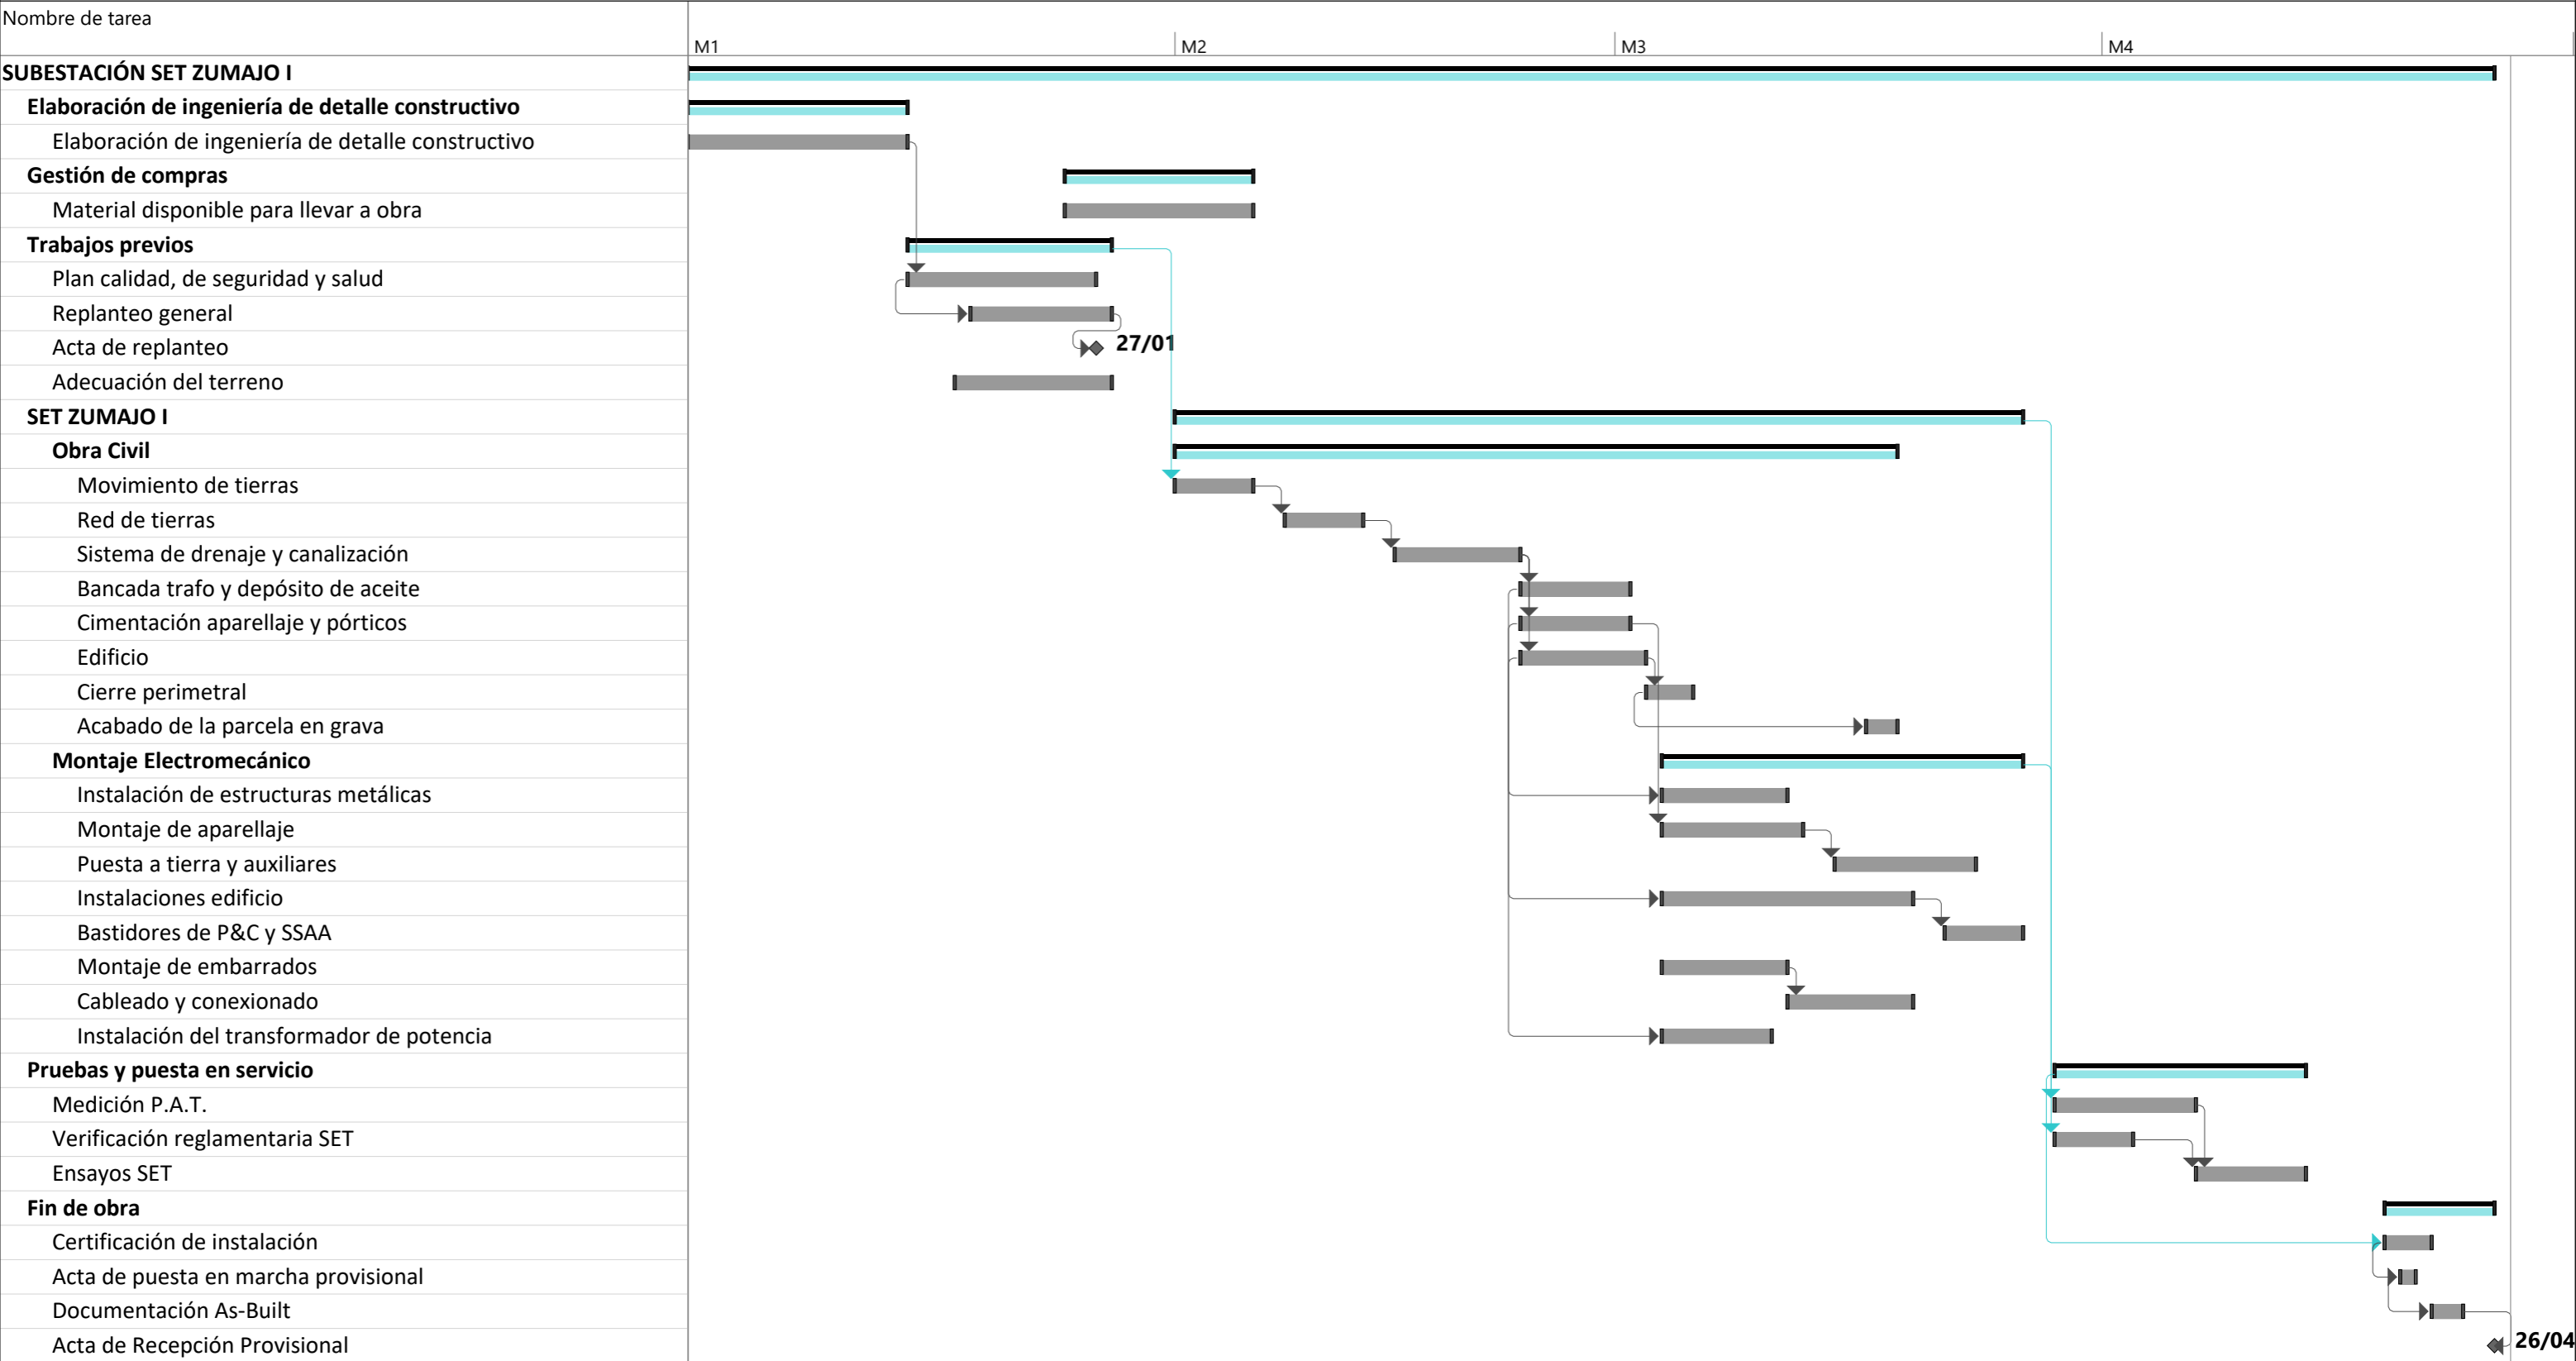 Nombre de tarea
M1 M2 M3 M4
SUBESTACIÓN SET ZUMAJO I
Elaboración de ingeniería de detalle constructivo
Elaboración de ingeniería de detalle constructivo
Gestión de compras
Material disponible para llevar a obra
Trabajos previos
Plan calidad, de seguridad y salud
Replanteo general
Acta de replanteo 27/01
Adecuación del terreno
SET ZUMAJO I
Obra Civil
Movimiento de tierras
Red de tierras
Sistema de drenaje y canalización
Bancada trafo y depósito de aceite
Cimentación aparellaje y pórticos
Edificio
Cierre perimetral
Acabado de la parcela en grava
Montaje Electromecánico
Instalación de estructuras metálicas
Montaje de aparellaje
Puesta a tierra y auxiliares
Instalaciones edificio
Bastidores de P&C y SSAA
Montaje de embarrados
Cableado y conexionado
Instalación del transformador de potencia
Pruebas y puesta en servicio
Medición P.A.T.
Verificación reglamentaria SET
Ensayos SET
Fin de obra
Certificación de instalación
Acta de puesta en marcha provisional
Documentación As-Built
Acta de Recepción Provisional 26/04